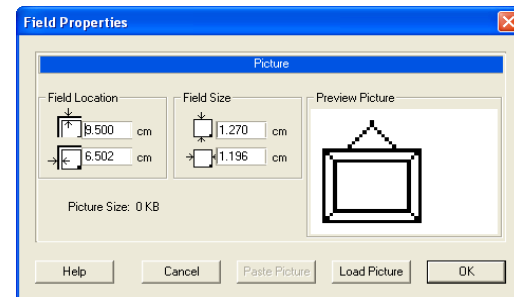 Field Properties
Picture
Field Location
Field Size
Preview Picture
9.500 cm
1.270 cm
6.502 cm
1.196 cm
Picture Size: 0 KB
Help
Cancel
Paste Picture
Load Picture
OK